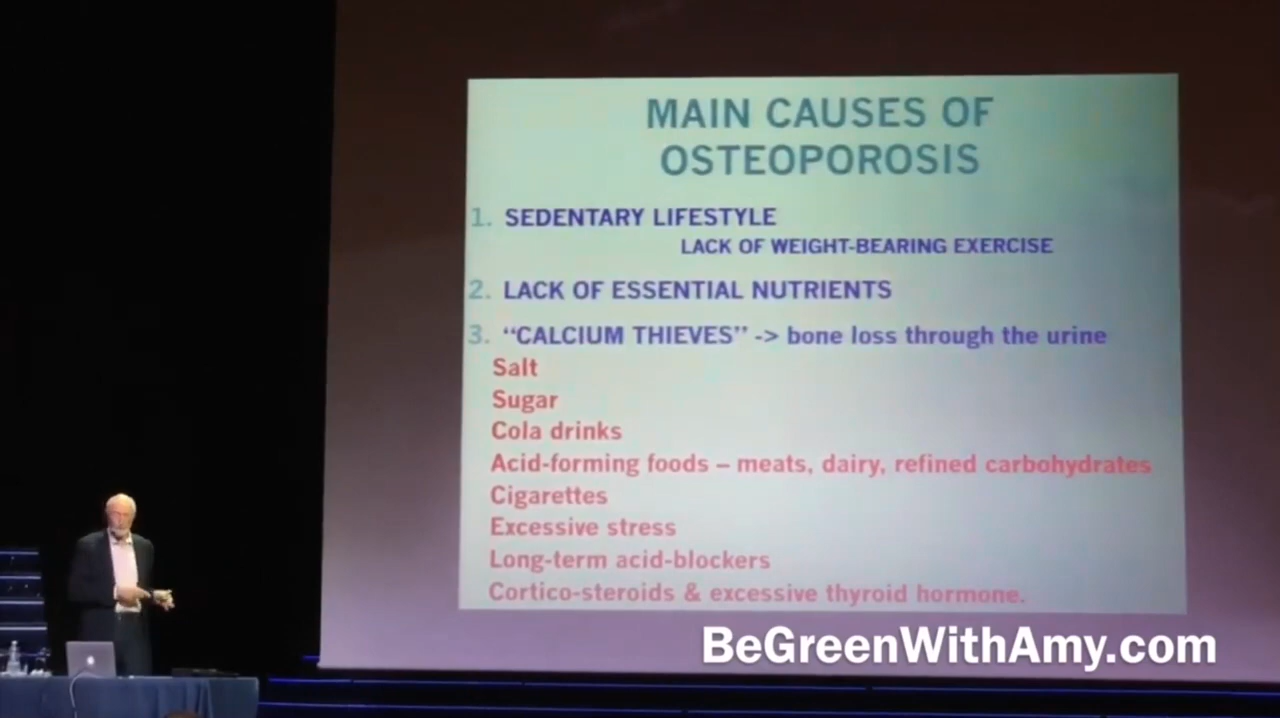 MAIN CAUSES OF
OSTEOPOROSIS
1. SEDENTARY LIFESTYLE
LACK OF WEIGHT-BEARING EXERCISE
2. LACK OF ESSENTIAL NUTRIENTS
3. “CALCIUM THIEVES” -> bone loss through the urine
Salt
Sugar
Cola drinks
Acid-forming foods – meats, dairy, refined carbohydrates
Cigarettes
Excessive stress
Long-term acid-blockers
Cortico-steroids & excessive thyroid hormone.
BeGreenWithAmy.com